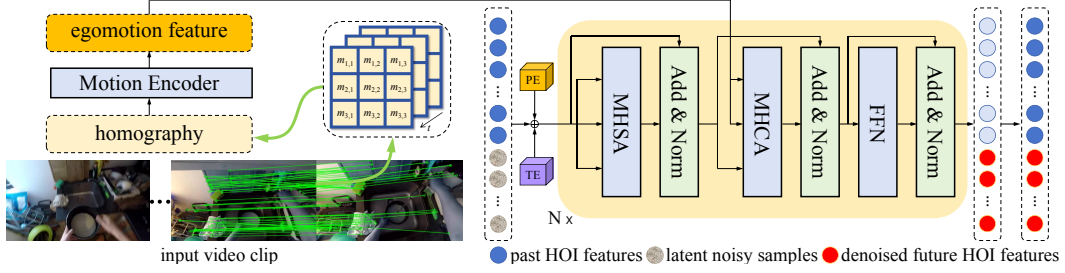 egomotion feature
Motion Encoder
homography
m1,1 m1,2 m1,3
m2,1 m2,2 m2,3
m3,1 m3,2 m3,3
t
input video clip
PE
TE
MHSA
Add & Norm
MHCA
Add & Norm
FFN
Add & Norm
N x
past HOI features
latent noisy samples
denoised future HOI features